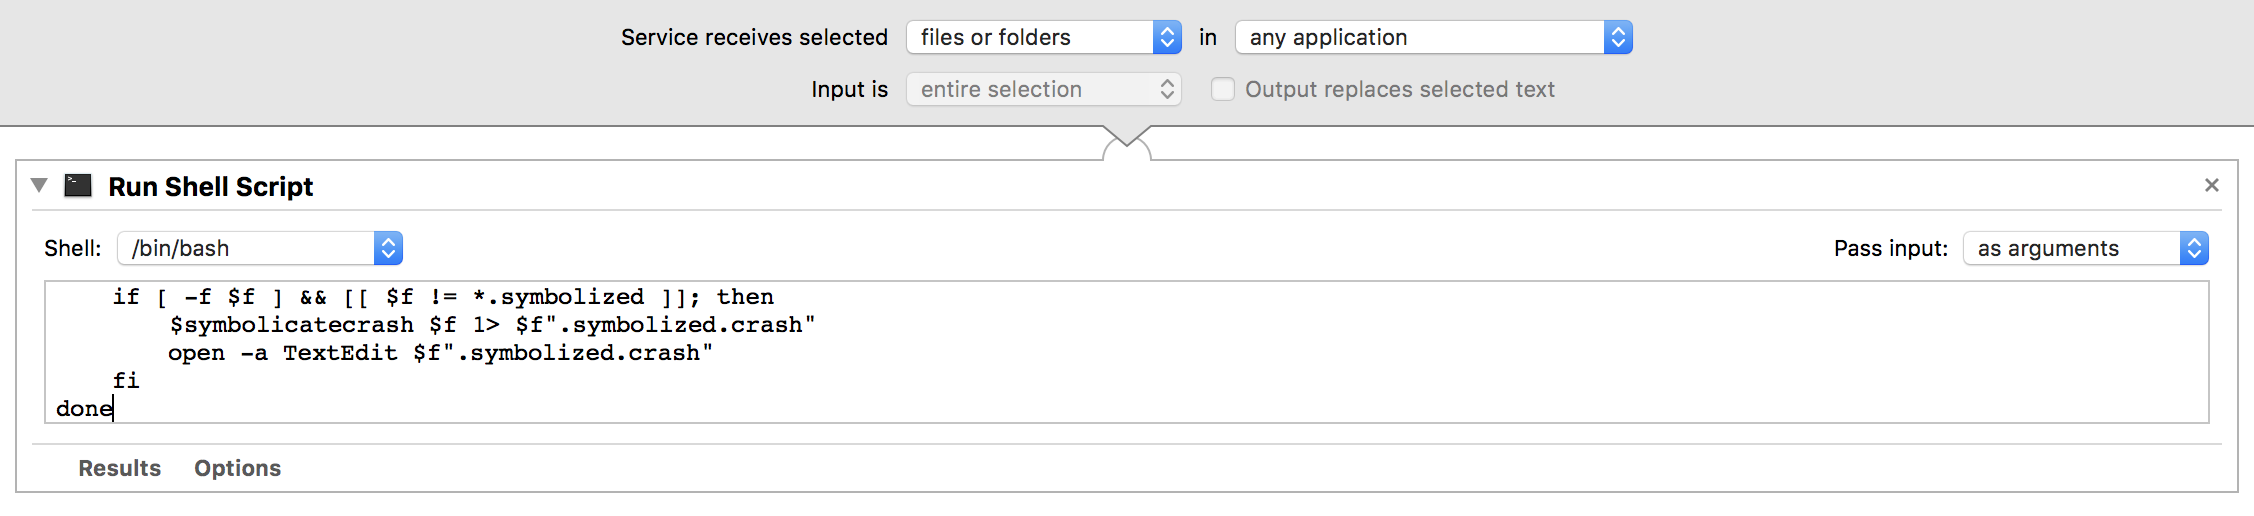 Service receives selected files or folders in any application
Input is entire selection Output replaces selected text
>_
Run Shell Script
Shell: /bin/bash Pass input: as arguments
if [ -f $f ] && [[ $f != *.symbolized ]]; then
$symbolicatecrash $f 1> $f".symbolized.crash"
open -a TextEdit $f".symbolized.crash"
fi
done
Results Options